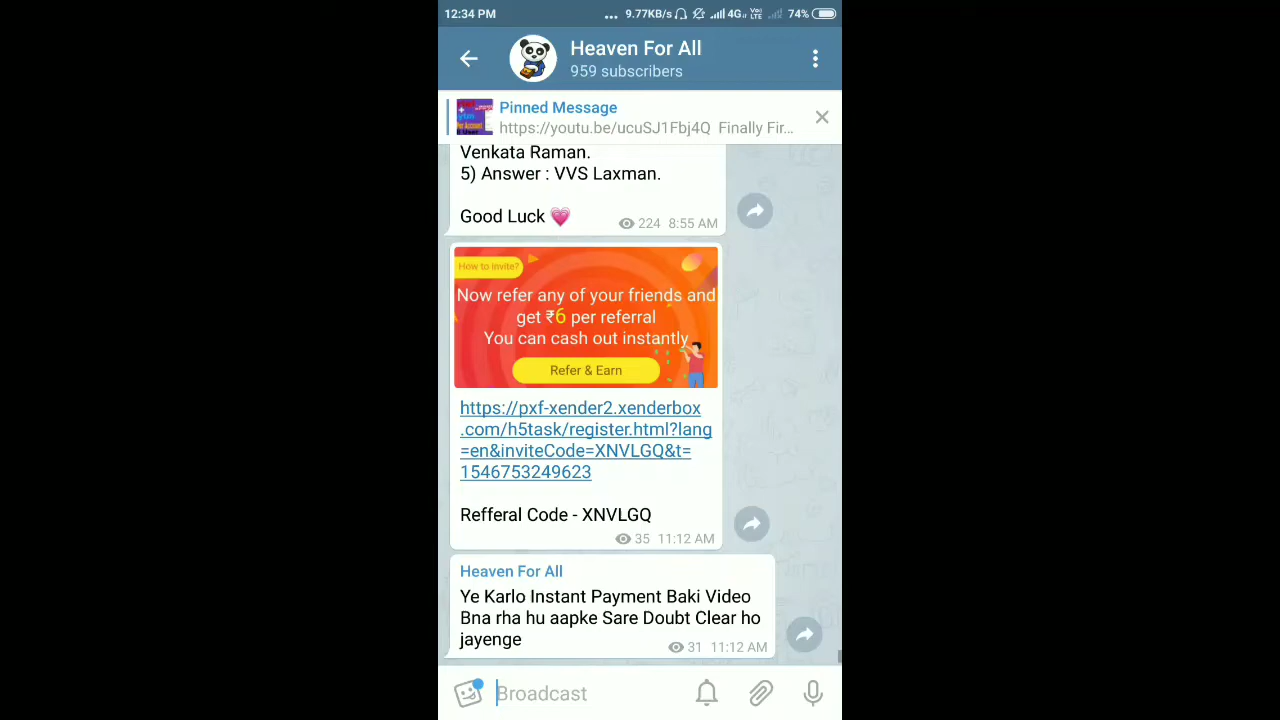 12:34 PM
... 9.77KB/s 4G Vo) LTE 74%
Heaven For All
959 subscribers
Pinned Message
https://youtu.be/ucuSJ1Fbj4Q Finally Fir...
Venkata Raman.
5) Answer : VVS Laxman.
Good Luck 💗
224 8:55 AM
How to Invite?
Now refer any of your friends and
get ₹6 per referral
You can cash out instantly
Refer & Earn
https://pxf-xender2.xenderbox
.com/h5task/register.html?lang
=en&inviteCode=XNVLGQ&t=
1546753249623
Refferal Code - XNVLGQ
35 11:12 AM
Heaven For All
Ye Karlo Instant Payment Baki Video
Bna rha hu aapke Sare Doubt Clear ho
jayenge
31 11:12 AM
Broadcast